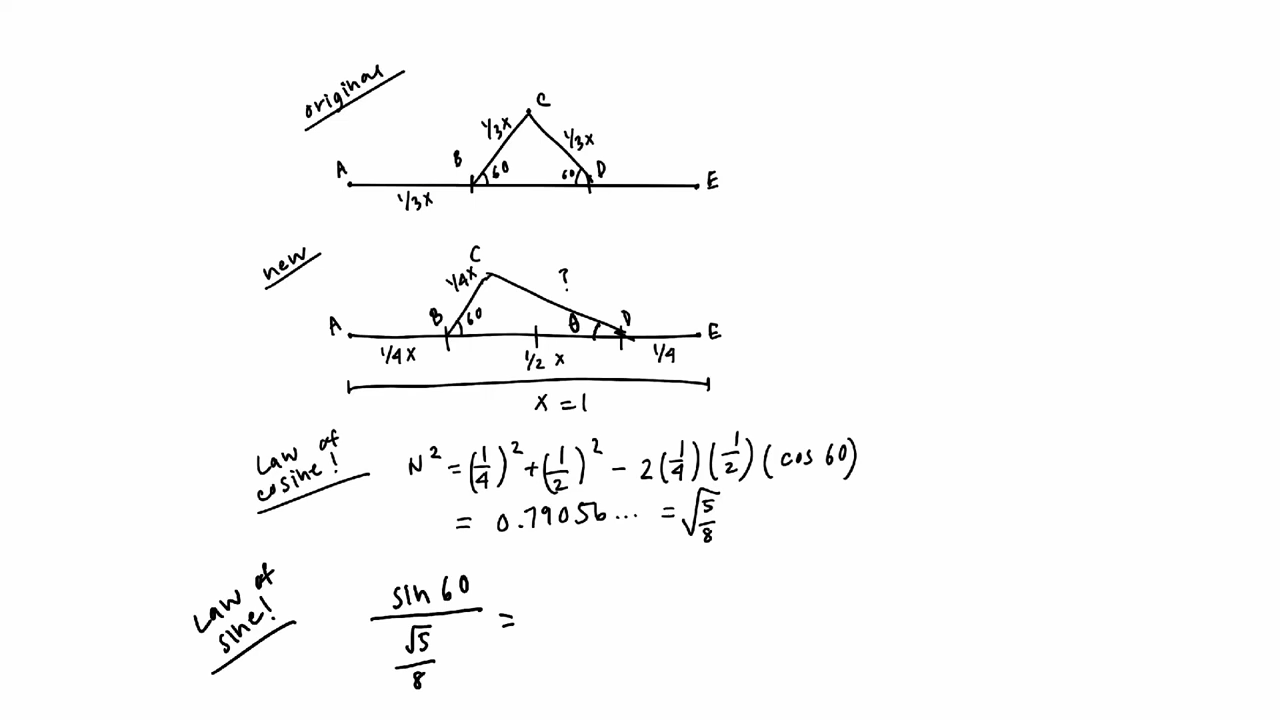 original
C
1/3x
1/3x
A
B
60
60
D
E
1/3x
new
C
1/4x
?
A
B
60
θ
D
E
1/4 x
1/2 x
1/4
x = 1
Law of
cosine!
N² = (1/4)² + (1/2)² - 2(1/4)(1/2)(cos 60)
= 0.79056... = √5/8
Law of
sine!
sin 60
=
√5
8